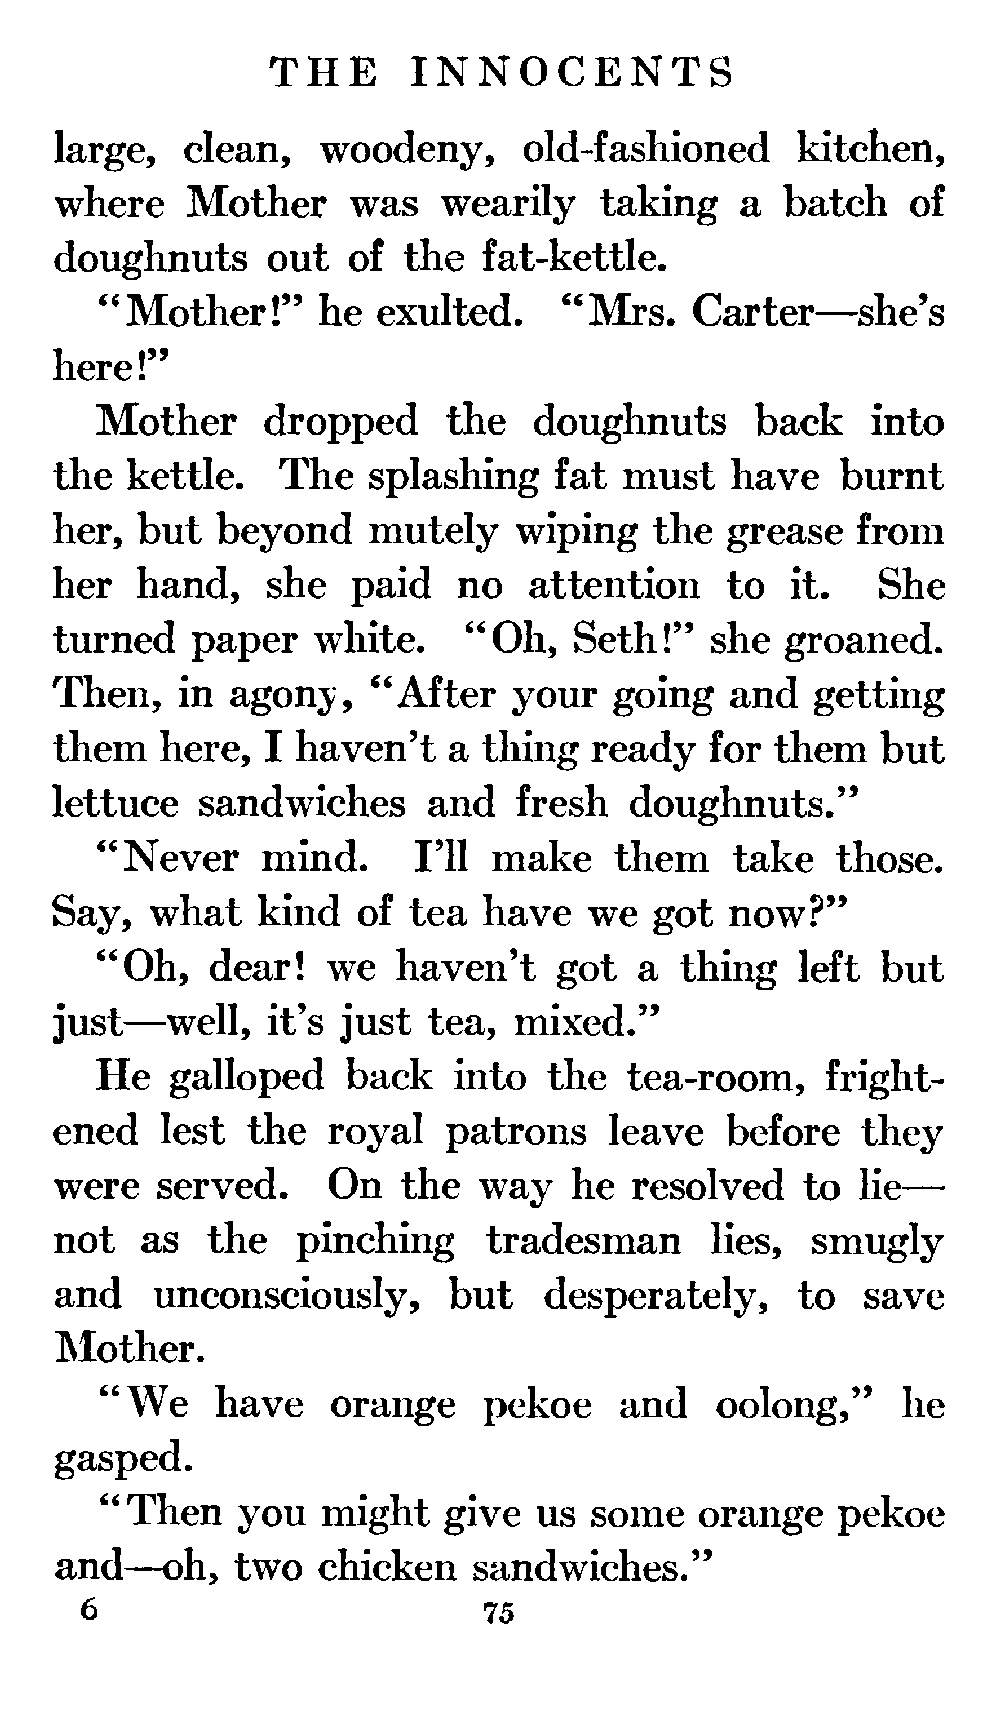 THE INNOCENTS
large, clean, woodeny, old-fashioned kitchen,
where Mother was wearily taking a batch of
doughnuts out of the fat-kettle.
“Mother!” he exulted. “Mrs. Carter—she’s
here!”
Mother dropped the doughnuts back into
the kettle. The splashing fat must have burnt
her, but beyond mutely wiping the grease from
her hand, she paid no attention to it. She
turned paper white. “Oh, Seth!” she groaned.
Then, in agony, “After your going and getting
them here, I haven’t a thing ready for them but
lettuce sandwiches and fresh doughnuts.”
“Never mind. I’ll make them take those.
Say, what kind of tea have we got now?”
“Oh, dear! we haven’t got a thing left but
just—well, it’s just tea, mixed.”
He galloped back into the tea-room, fright-
ened lest the royal patrons leave before they
were served. On the way he resolved to lie—
not as the pinching tradesman lies, smugly
and unconsciously, but desperately, to save
Mother.
“We have orange pekoe and oolong,” he
gasped.
“Then you might give us some orange pekoe
and—oh, two chicken sandwiches.”
6 75